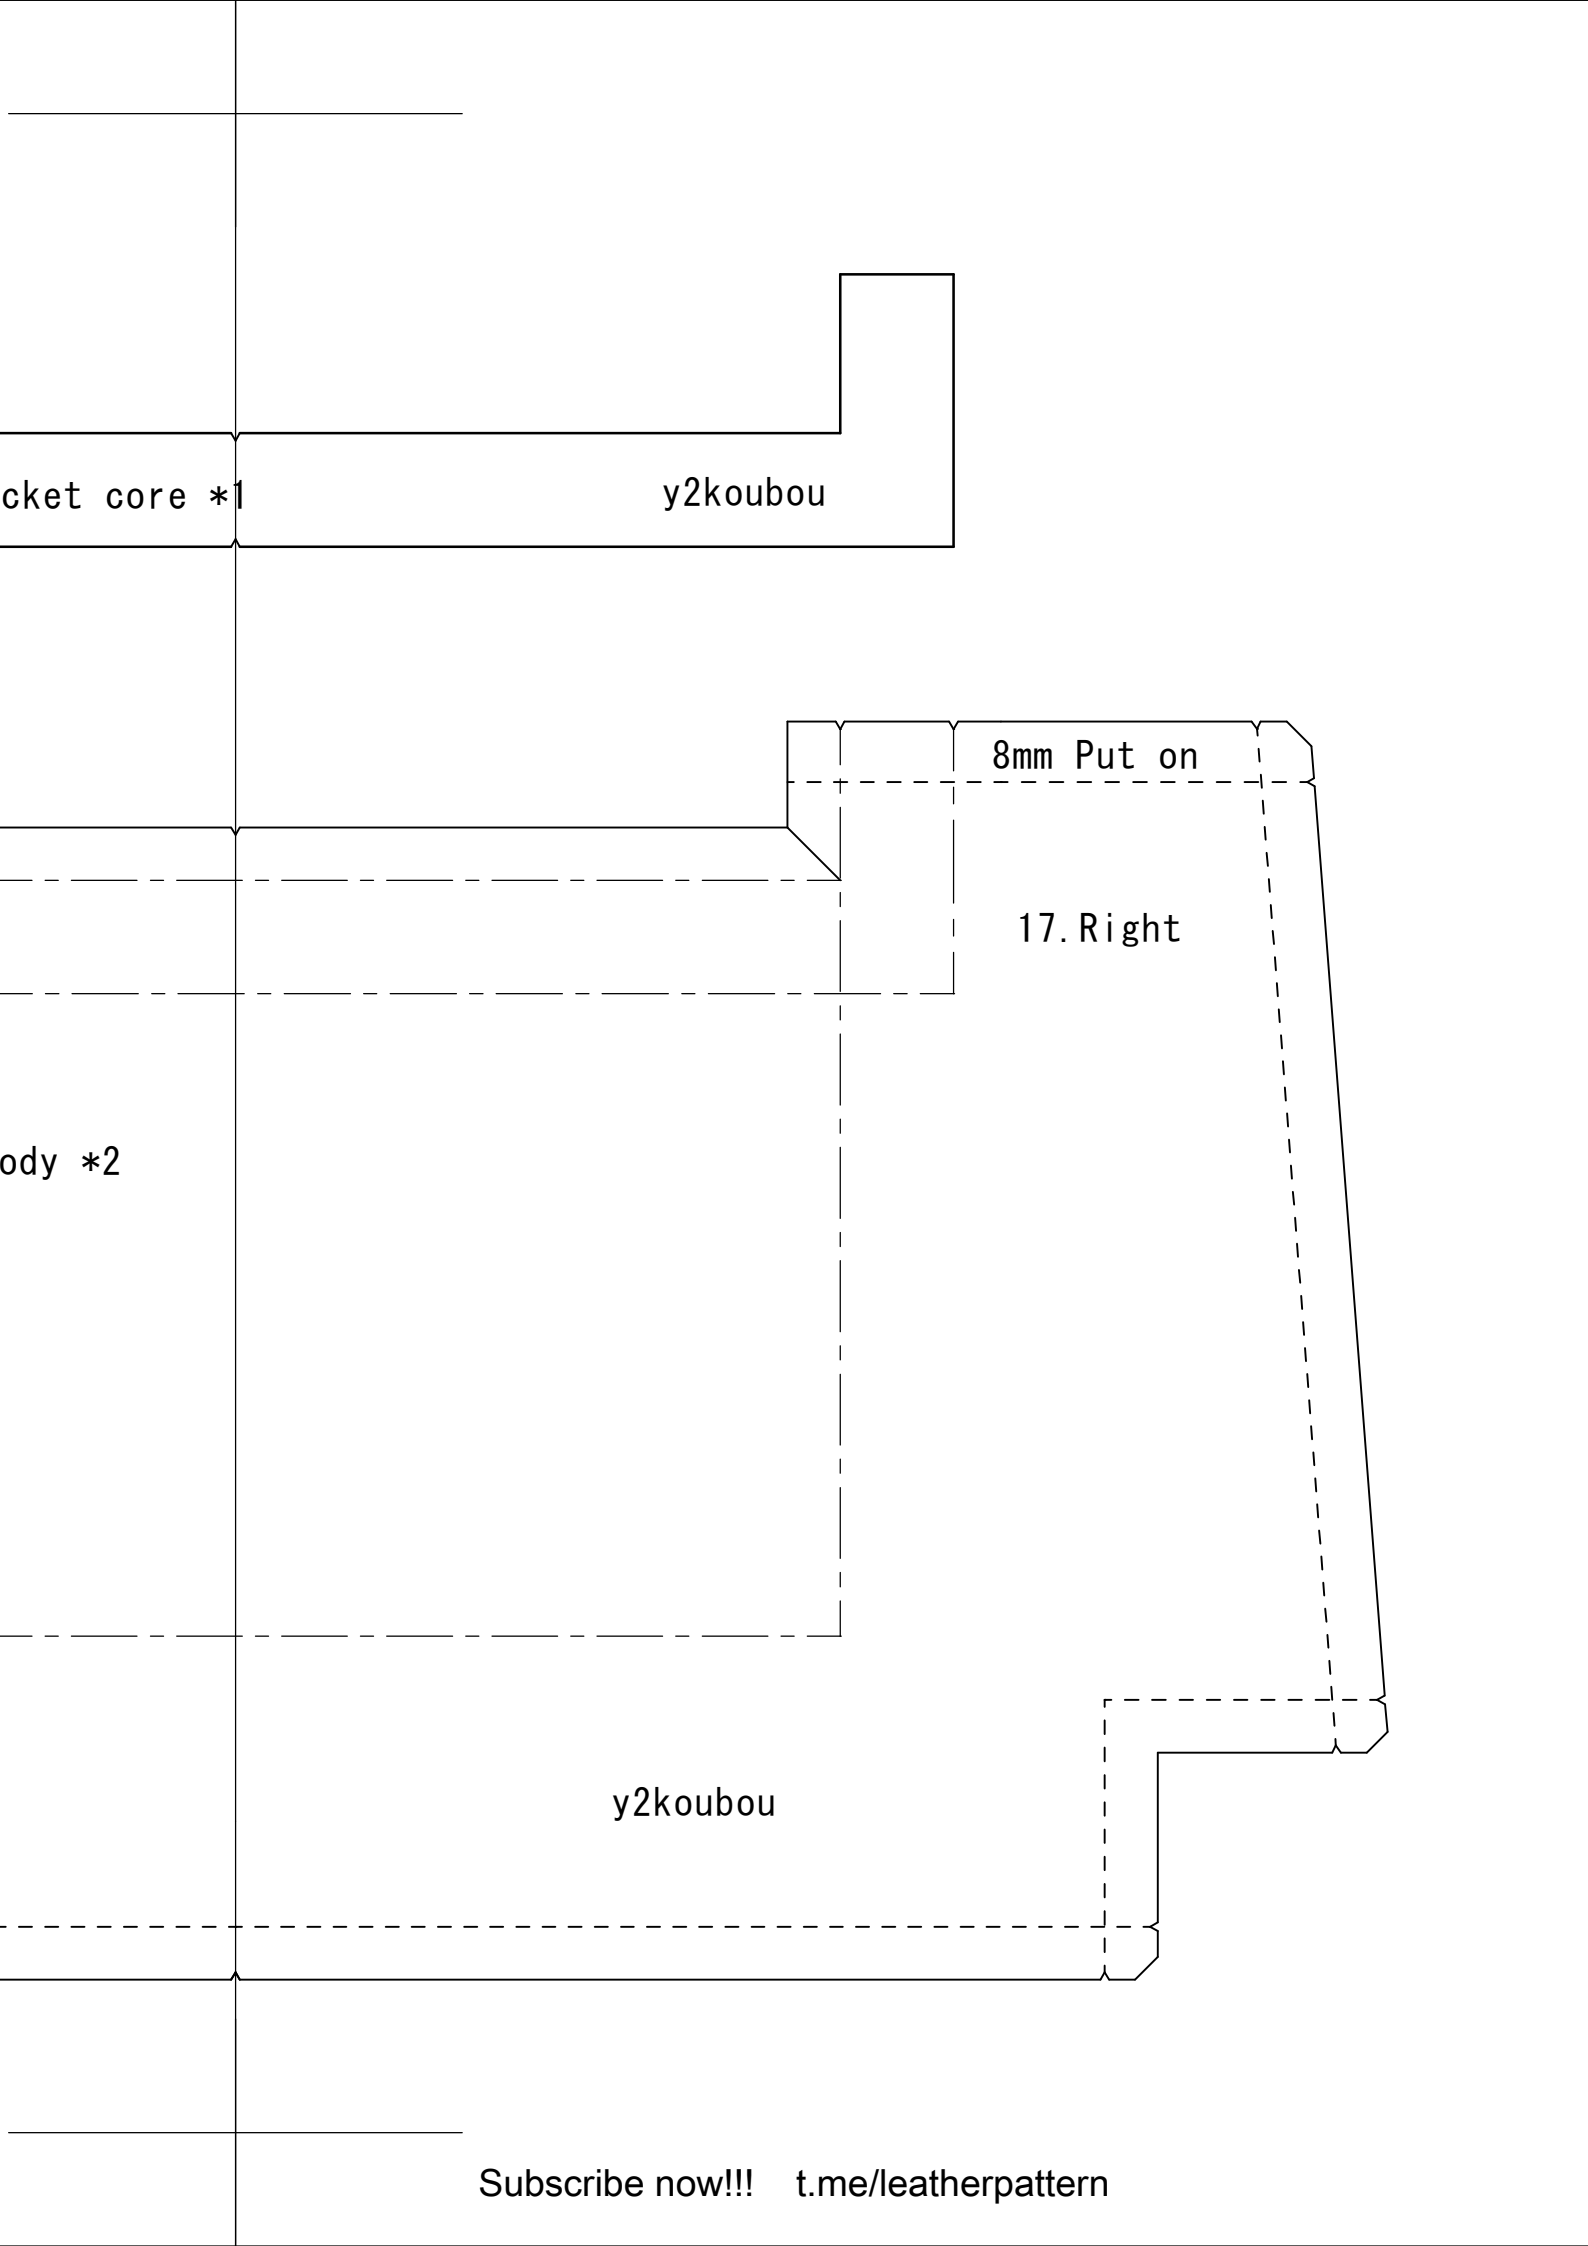 cket core *1
y2koubou
8mm Put on
17.Right
ody *2
y2koubou
Subscribe now!!! t.me/leatherpattern